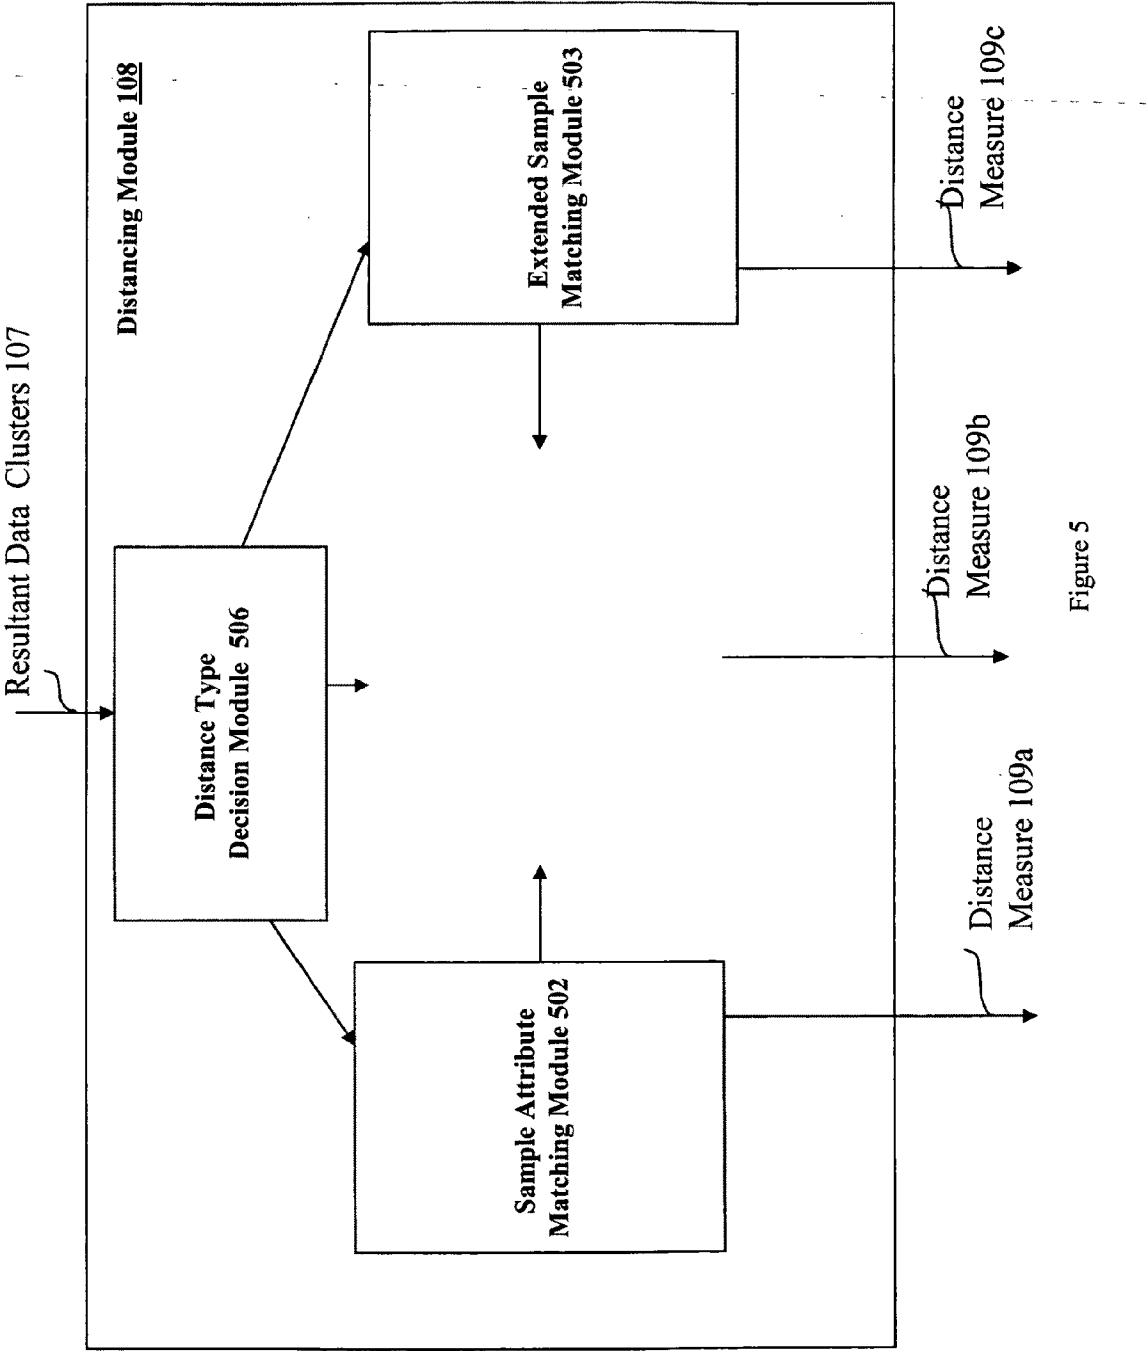 Resultant Data Clusters 107
Distancing Module 108
Distance Type
Decision Module 506
Sample Attribute
Matching Module 502
Extended Sample
Matching Module 503
Distance
Measure 109a
Distance
Measure 109b
Distance
Measure 109c
Figure 5